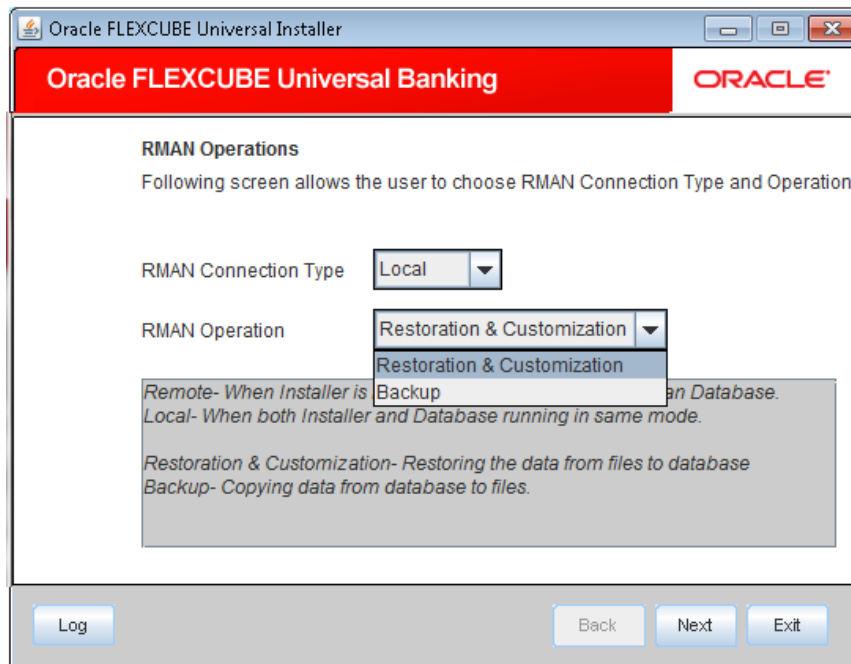 Oracle FLEXCUBE Universal Installer
Oracle FLEXCUBE Universal Banking
ORACLE
RMAN Operations
Following screen allows the user to choose RMAN Connection Type and Operation
RMAN Connection Type
Local
RMAN Operation
Restoration & Customization
Restoration & Customization
Backup
Remote- When Installer is an Database.
Local- When both Installer and Database running in same mode.
Restoration & Customization- Restoring the data from files to database
Backup- Copying data from database to files.
Log
Back
Next
Exit